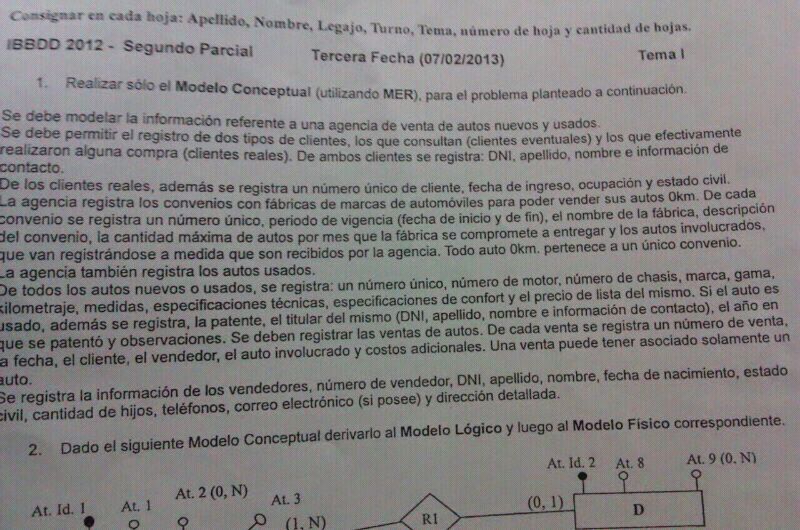 Consignar en cada hoja: Apellido, Nombre, Legajo, Turno, Tema, número de hoja y cantidad de hojas.
IBBDD 2012 - Segundo Parcial Tercera Fecha (07/02/2013) Tema I
1. Realizar sólo el Modelo Conceptual (utilizando MER), para el problema planteado a continuación.
Se debe modelar la información referente a una agencia de venta de autos nuevos y usados.
Se debe permitir el registro de dos tipos de clientes, los que consultan (clientes eventuales) y los que efectivamente
realizaron alguna compra (clientes reales). De ambos clientes se registra: DNI, apellido, nombre e información de
contacto.
De los clientes reales, además se registra un número único de cliente, fecha de ingreso, ocupación y estado civil.
La agencia registra los convenios con fábricas de marcas de automóviles para poder vender sus autos 0km. De cada
convenio se registra un número único, periodo de vigencia (fecha de inicio y de fin), el nombre de la fábrica, descripción
del convenio, la cantidad máxima de autos por mes que la fábrica se compromete a entregar y los autos involucrados,
que van registrándose a medida que son recibidos por la agencia. Todo auto 0km. pertenece a un único convenio.
La agencia también registra los autos usados.
De todos los autos nuevos o usados, se registra: un número único, número de motor, número de chasis, marca, gama,
kilometraje, medidas, especificaciones técnicas, especificaciones de confort y el precio de lista del mismo. Si el auto es
usado, además se registra, la patente, el titular del mismo (DNI, apellido, nombre e información de contacto), el año en
que se patentó y observaciones. Se deben registrar las ventas de autos. De cada venta se registra un número de venta,
la fecha, el cliente, el vendedor, el auto involucrado y costos adicionales. Una venta puede tener asociado solamente un
auto.
Se registra la información de los vendedores, número de vendedor, DNI, apellido, nombre, fecha de nacimiento, estado
civil, cantidad de hijos, teléfonos, correo electrónico (si posee) y dirección detallada.
2. Dado el siguiente Modelo Conceptual derivarlo al Modelo Lógico y luego al Modelo Físico correspondiente.
At. Id. 2 At. 8 At. 9 (0. N)
At. Id. 1 At. 1 At. 2 (0, N) At. 3
(1, N) R1 (0, 1) D